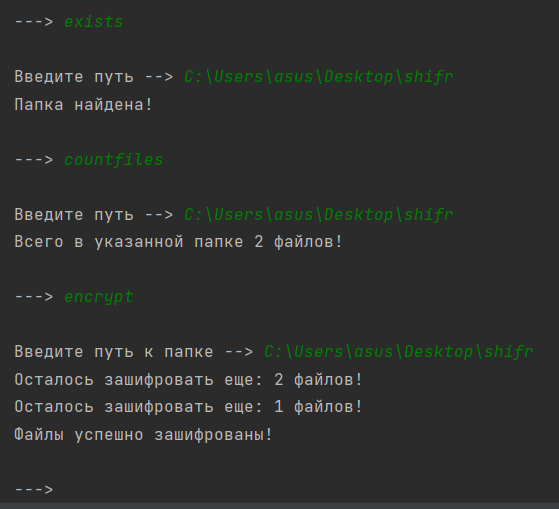 ---> exists
Введите путь --> C:\Users\asus\Desktop\shifr
Папка найдена!
---> countfiles
Введите путь --> C:\Users\asus\Desktop\shifr
Всего в указанной папке 2 файлов!
---> encrypt
Введите путь к папке --> C:\Users\asus\Desktop\shifr
Осталось зашифровать еще: 2 файлов!
Осталось зашифровать еще: 1 файлов!
Файлы успешно зашифрованы!
--->